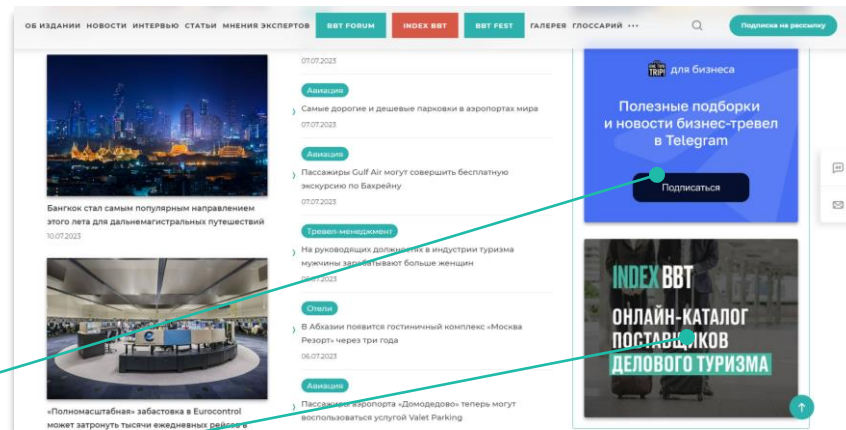 ОБ ИЗДАНИИ НОВОСТИ ИНТЕРВЬЮ СТАТЬИ МНЕНИЯ ЭКСПЕРТОВ BBT FORUM INDEX BBT BBT FEST ГАЛЕРЕЯ ГЛОССАРИЙ ••• Подписка на рассылку
Бангкок стал самым популярным направлением
этого лета для дальнемагистральных путешествий
10.07.2023
«Полномасштабная» забастовка в Eurocontrol
может затронуть тысячи ежедневных рейсов в
07.07.2023
Авиация
Самые дорогие и дешевые парковки в аэропортах мира
07.07.2023
Авиация
Пассажиры Gulf Air могут совершить бесплатную
экскурсию по Бахрейну
07.07.2023
Тревел-менеджмент
На руководящих должностях в индустрии туризма
мужчины зарабатывают больше женщин
06.07.2023
Отели
В Абхазии появится гостиничный комплекс «Москва
Резорт» через три года
06.07.2023
Авиация
Пассажиры аэропорта «Домодедово» теперь могут
воспользоваться услугой Valet Parking
TRIP! для бизнеса
Полезные подборки
и новости бизнес-тревел
в Telegram
Подписаться
INDEX BBT
ОНЛАЙН-КАТАЛОГ
ПОСТАВЩИКОВ
ДЕЛОВОГО ТУРИЗМА